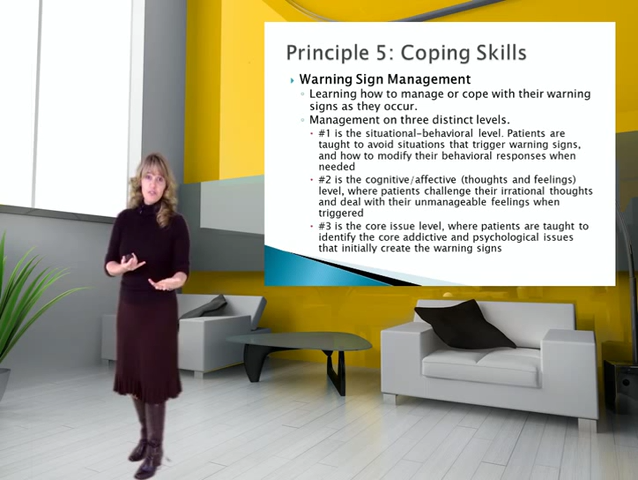 Principle 5: Coping Skills
Warning Sign Management
Learning how to manage or cope with their warning
signs as they occur.
Management on three distinct levels.
#1 is the situational-behavioral level. Patients are
taught to avoid situations that trigger warning signs,
and how to modify their behavioral responses when
needed
#2 is the cognitive/affective (thoughts and feelings)
level, where patients challenge their irrational thoughts
and deal with their unmanageable feelings when
triggered
#3 is the core issue level, where patients are taught to
identify the core addictive and psychological issues
that initially create the warning signs